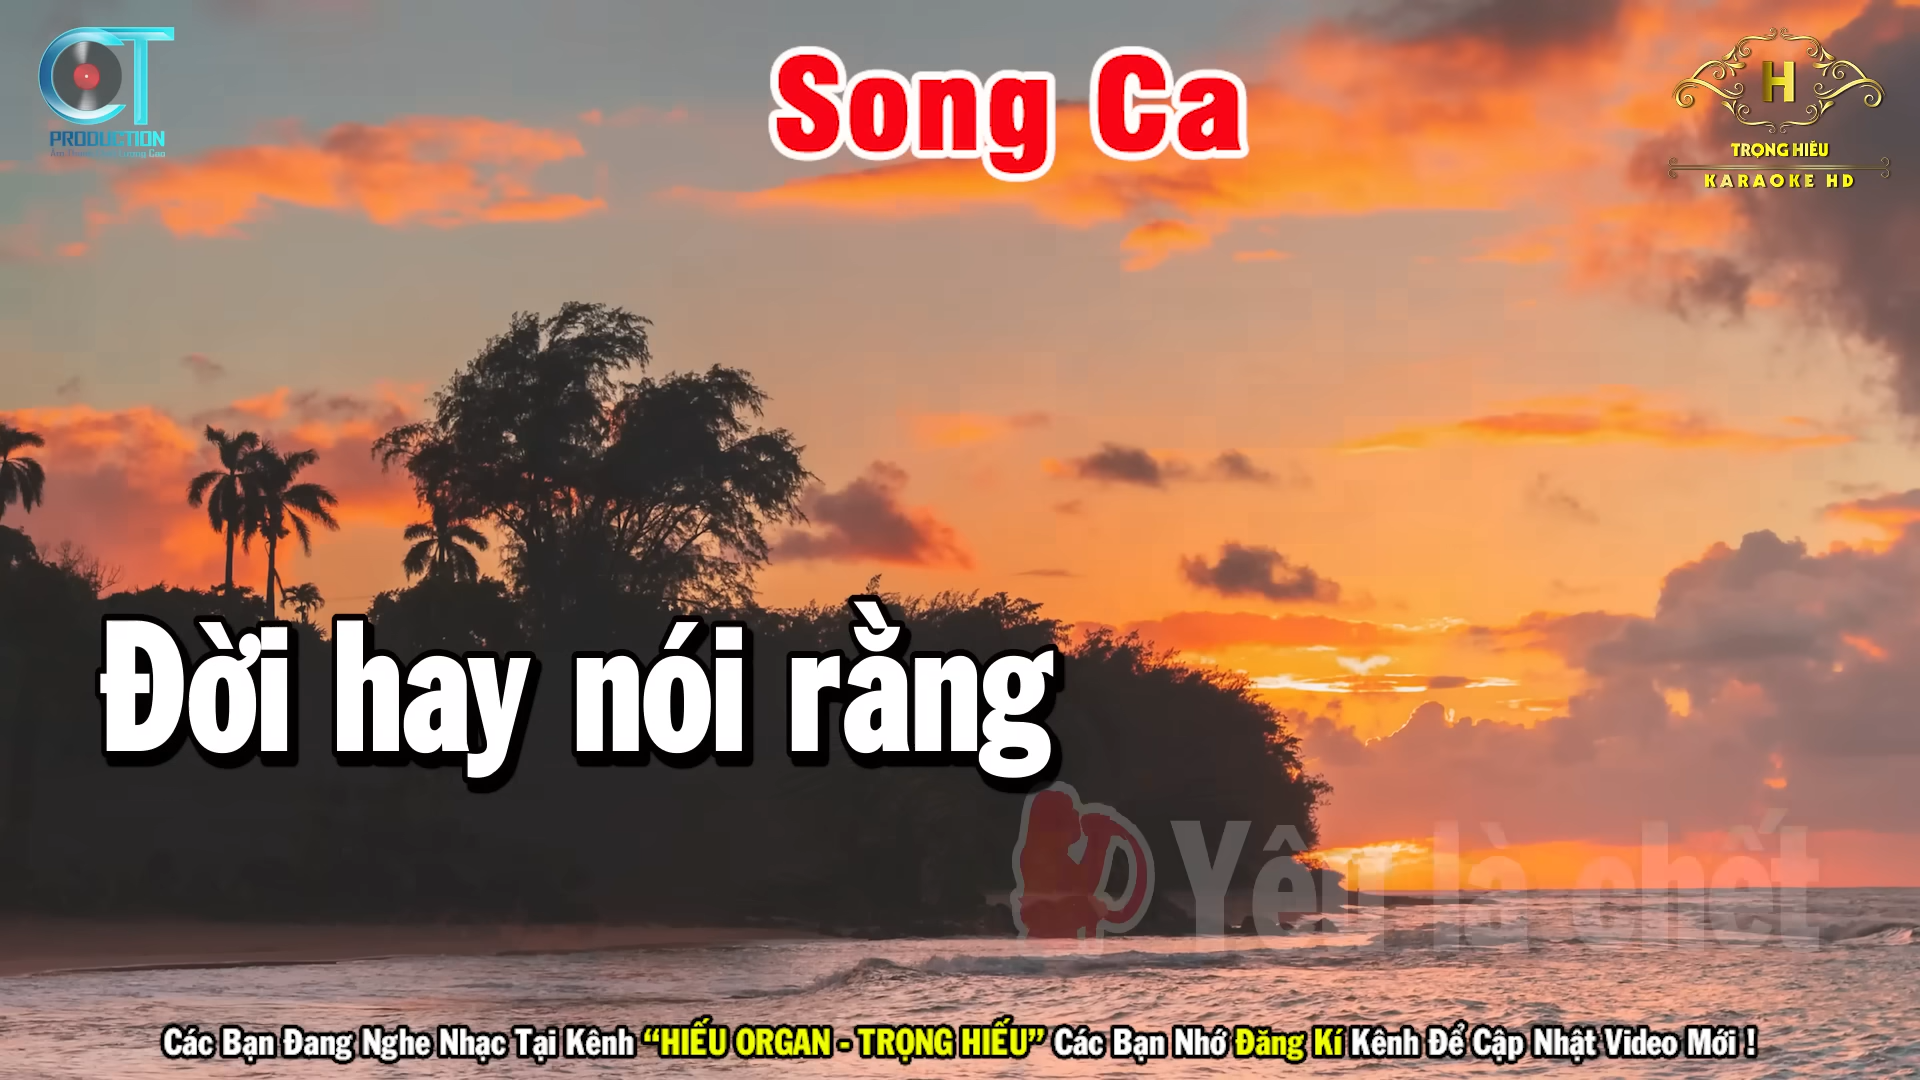 Song Ca
CT
PRODUCTION
H
TRỌNG HIẾU
KARAOKE HD
Đời hay nói rằng
Yêu là chết
Các Bạn Đang Nghe Nhạc Tại Kênh “HIẾU ORGAN - TRỌNG HIẾU” Các Bạn Nhớ Đăng Kí Kênh Để Cập Nhật Video Mới !